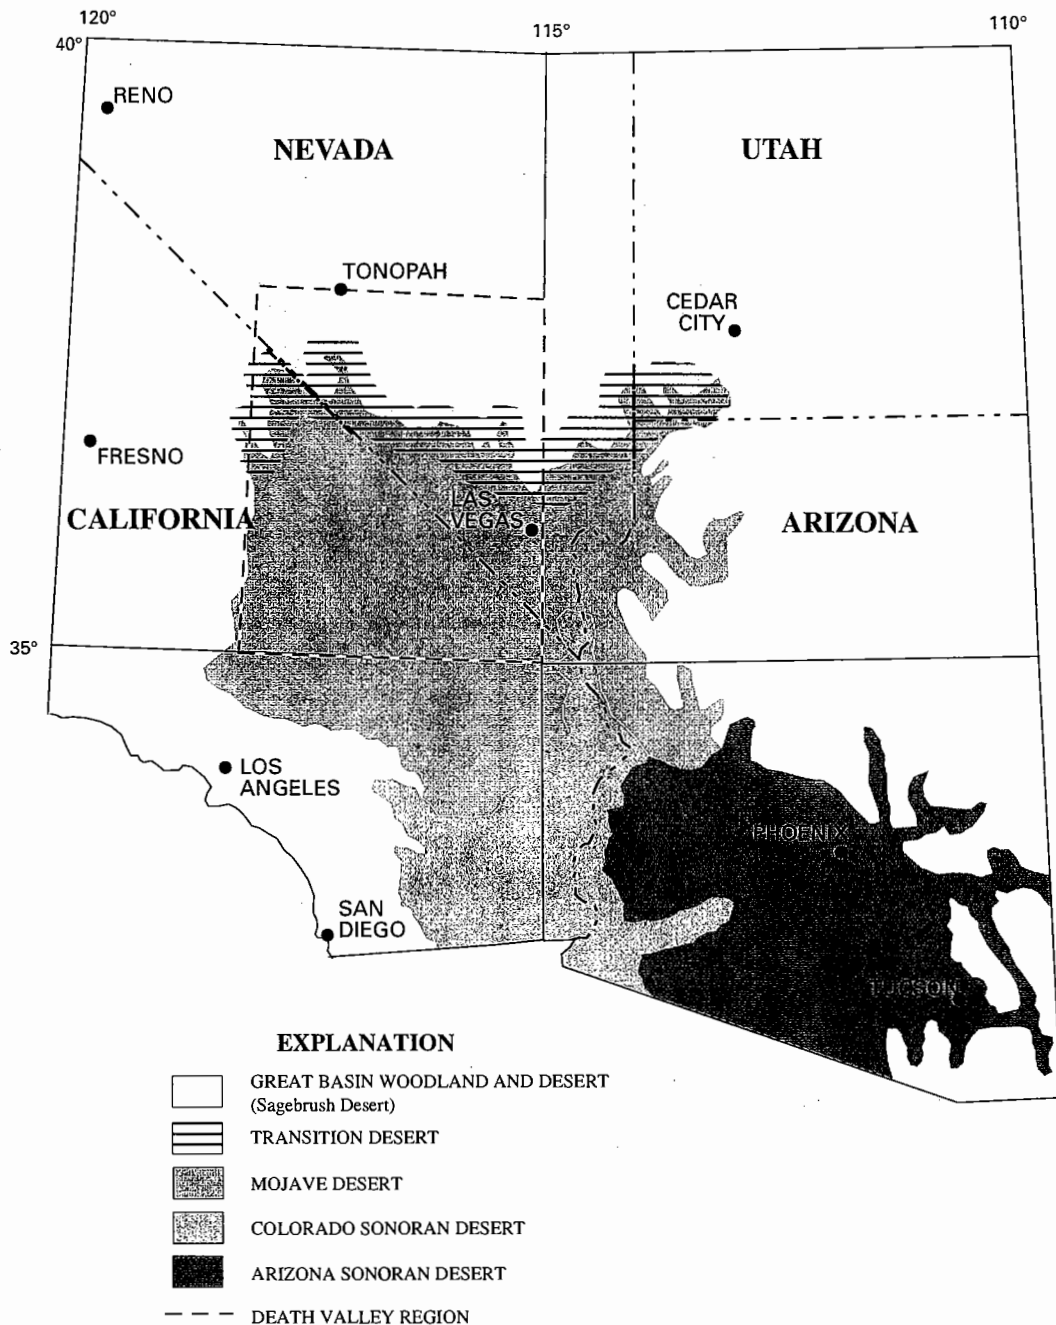 120°
115°
110°
40°
RENO
NEVADA
UTAH
TONOPAH
CEDAR
CITY
FRESNO
LAS
VEGAS
CALIFORNIA
ARIZONA
35°
LOS
ANGELES
PHOENIX
SAN
DIEGO
TUCSON
EXPLANATION
GREAT BASIN WOODLAND AND DESERT
(Sagebrush Desert)
TRANSITION DESERT
MOJAVE DESERT
COLORADO SONORAN DESERT
ARIZONA SONORAN DESERT
DEATH VALLEY REGION